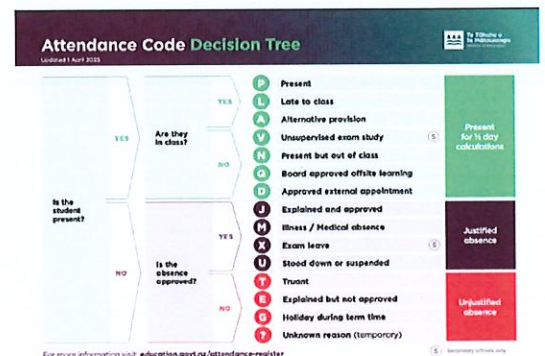 Attendance Code Decision Tree
Updated 1 April 2025
Te Tāhuhu o
te Mātauranga
Is the
student
present?
YES
NO
Are they
in class?
YES
NO
Is the
absence
approved?
YES
NO
P Present
L Late to class
A Alternative provision
V Unsupervised exam study S
N Present but out of class
Q Board approved offsite learning
D Approved external appointment
J Explained and approved
M Illness / Medical absence
X Exam leave S
U Stood down or suspended
T Truant
E Explained but not approved
G Holiday during term time
? Unknown reason (temporary)
Present
for ½ day
calculations
Justified
absence
Unjustified
absence
For more information visit: education.govt.nz/attendance-register
S Secondary schools only